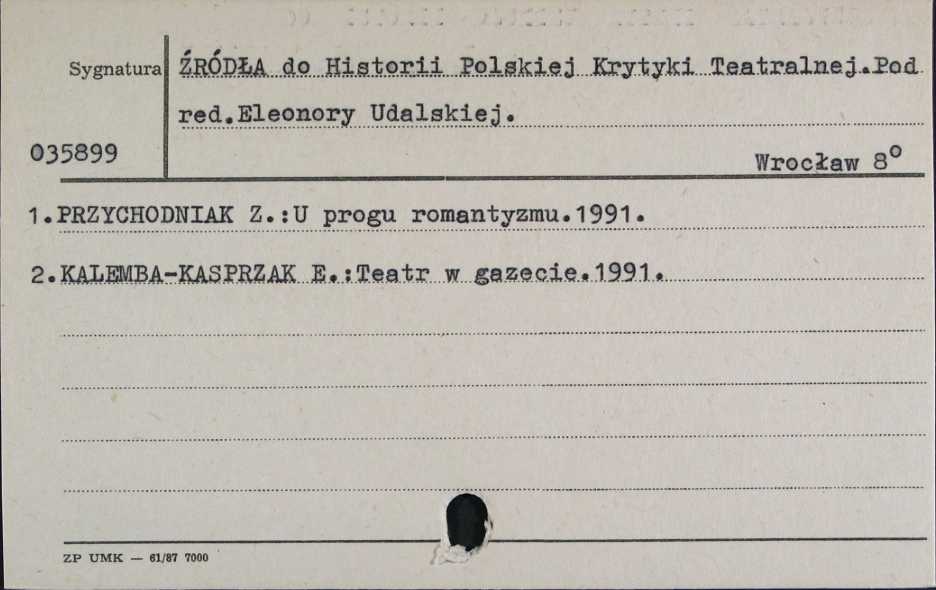 Sygnatura ŹRÓDŁA do Historii Polskiej Krytyki Teatralnej.Pod
red.Eleonory Udalskiej.
035899
Wrocław 8º
1.PRZYCHODNIAK Z.:U progu romantyzmu.1991.
2.KALEMBA-KASPRZAK E.:Teatr w gazecie.1991.
ZP UMK — 61/87 7000